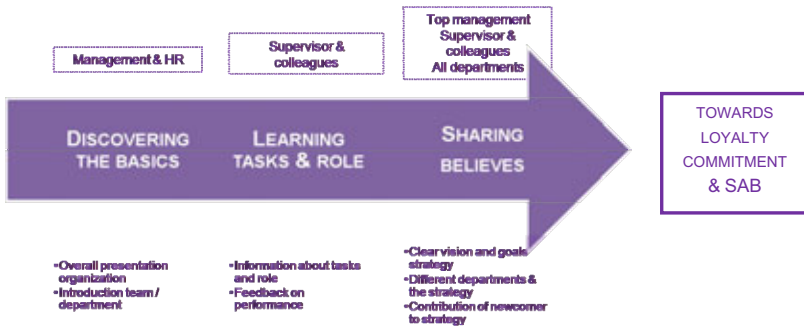 Management & HR
Supervisor &
colleagues
Top management
Supervisor &
colleagues
All departments
DISCOVERING
THE BASICS
LEARNING
TASKS & ROLE
SHARING
BELIEVES
TOWARDS
LOYALTY
COMMITMENT
& SAB
•Overall presentation
organization
•Introduction team /
department
•Information about tasks
and role
•Feedback on
performance
•Clear vision and goals
strategy
•Different departments &
the strategy
•Contribution of newcomer
to strategy